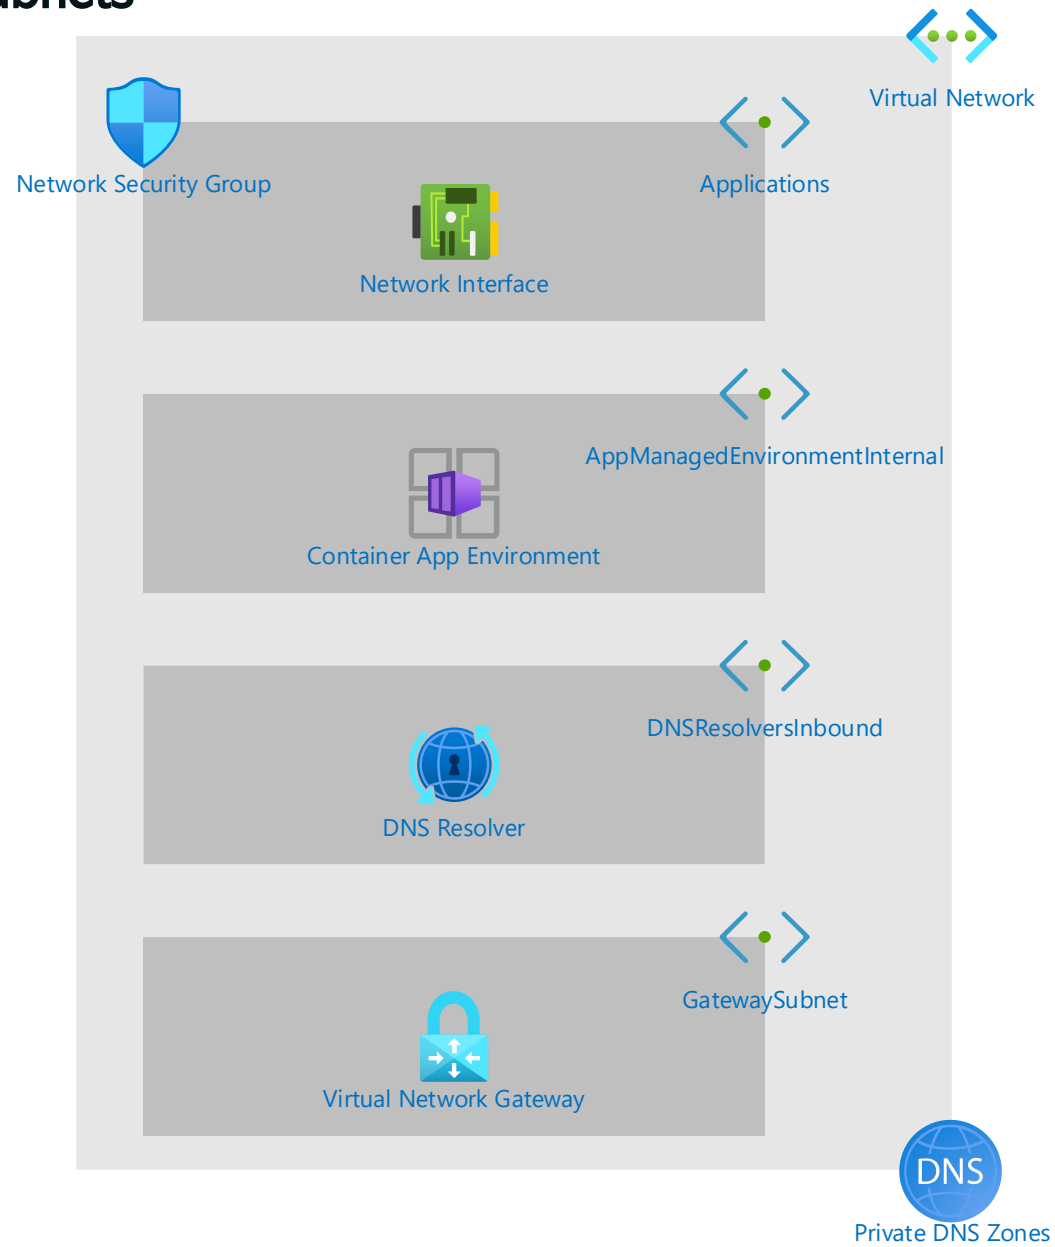 Virtual Network
Network Security Group
Applications
Network Interface
AppManagedEnvironmentInternal
Container App Environment
DNSResolversInbound
DNS Resolver
GatewaySubnet
Virtual Network Gateway
DNS
Private DNS Zones